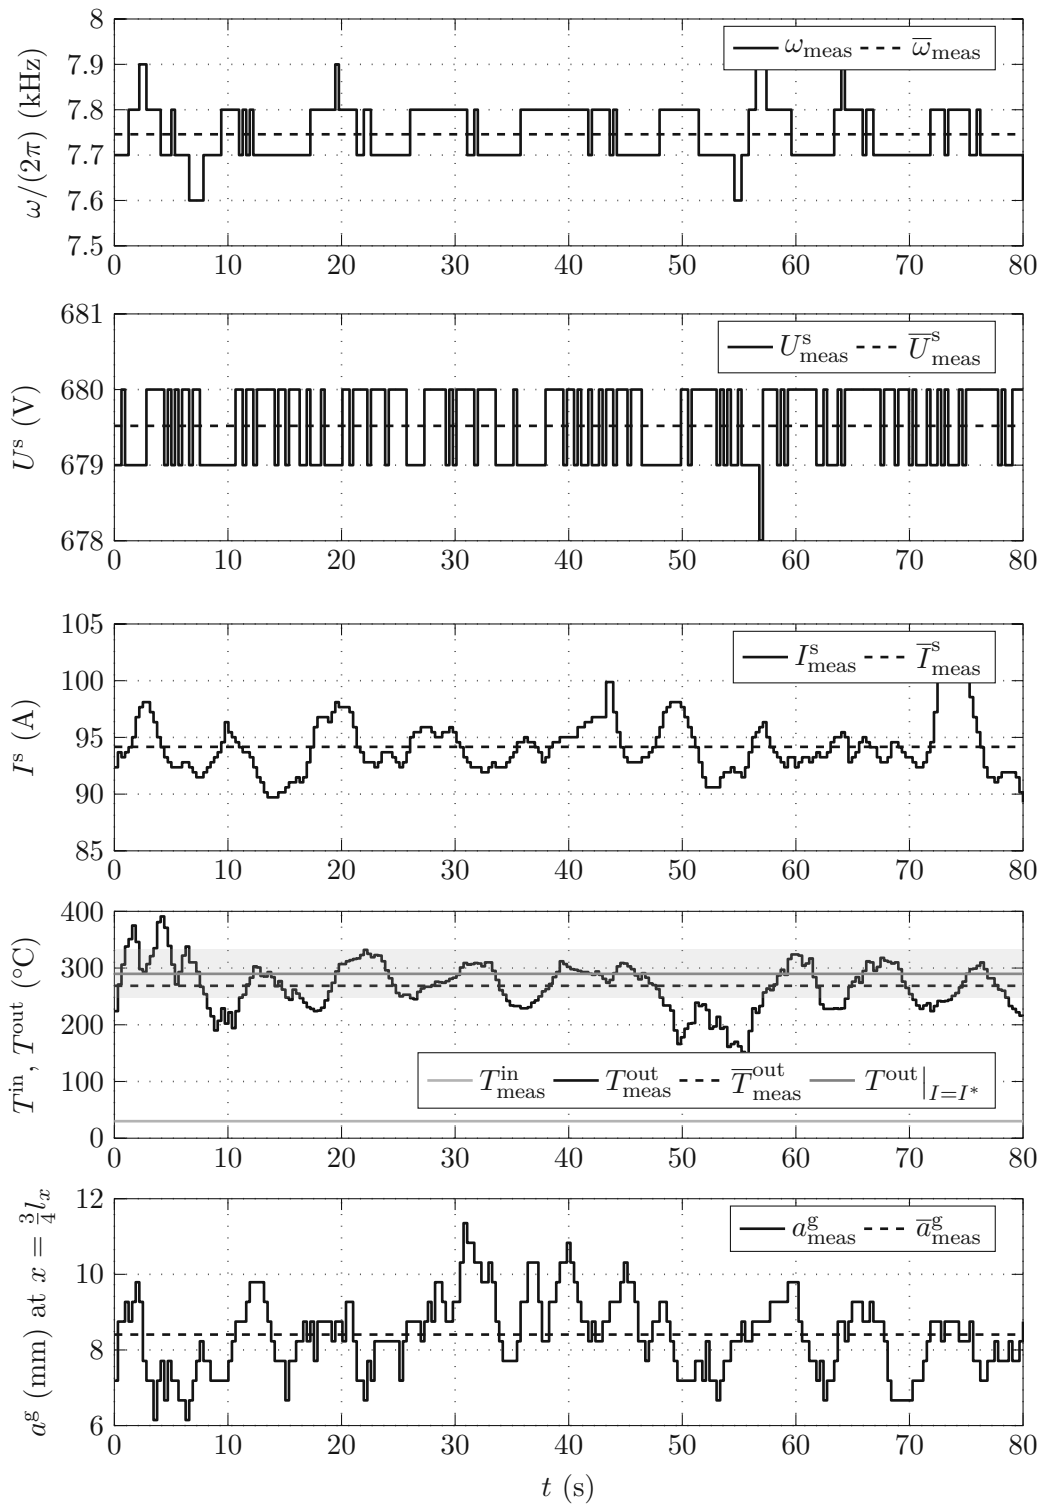 8
7.9
7.8
7.7
7.6
7.5
ω/(2π) (kHz)
ω_meas ω̅_meas
0 10 20 30 40 50 60 70 80
681
680
679
678
U^s (V)
U^s_meas U̅^s_meas
0 10 20 30 40 50 60 70 80
105
100
95
90
85
I^s (A)
I^s_meas I̅^s_meas
0 10 20 30 40 50 60 70 80
400
300
200
100
0
T^in, T^out (°C)
T^in_meas T^out_meas T̅^out_meas T^out|_{I=I*}
0 10 20 30 40 50 60 70 80
12
10
8
6
a^g (mm) at x = 3/4 l_x
a^g_meas a̅^g_meas
0 10 20 30 40 50 60 70 80
t (s)